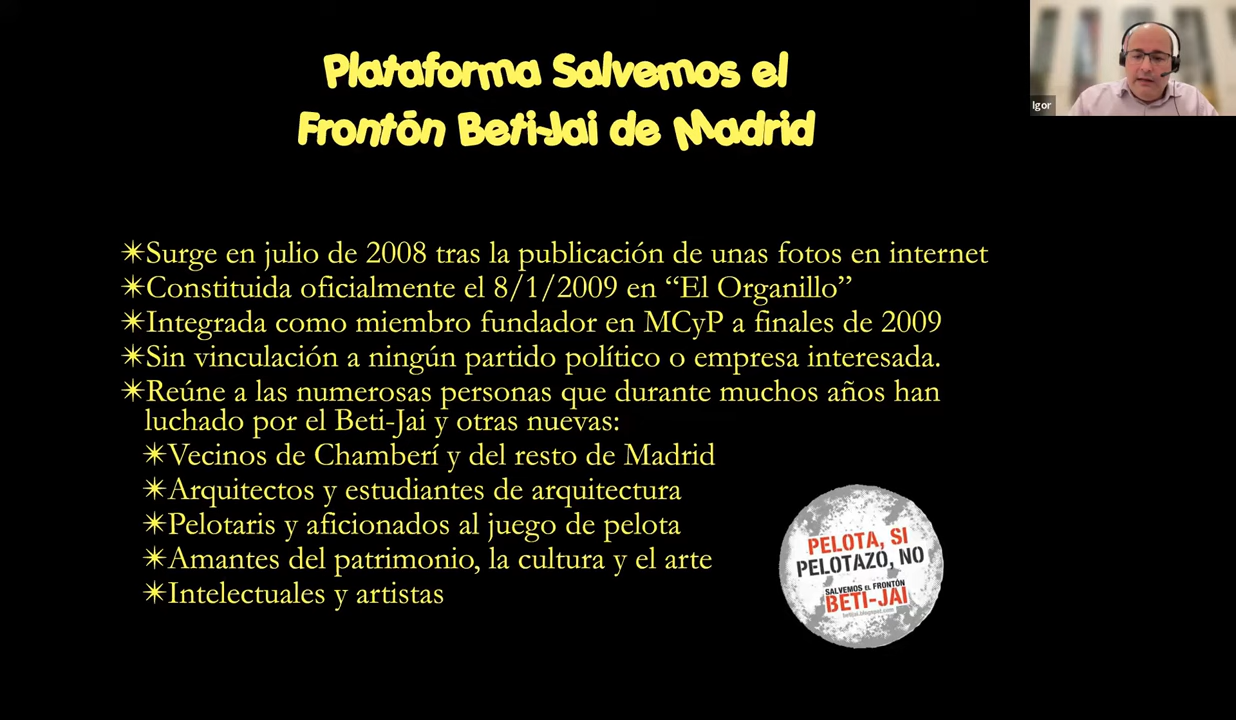 Plataforma Salvemos el
Frontón Beti-Jai de Madrid
Igor
✴Surge en julio de 2008 tras la publicación de unas fotos en internet
✴Constituida oficialmente el 8/1/2009 en “El Organillo”
✴Integrada como miembro fundador en MCyP a finales de 2009
✴Sin vinculación a ningún partido político o empresa interesada.
✴Reúne a las numerosas personas que durante muchos años han
luchado por el Beti-Jai y otras nuevas:
✴Vecinos de Chamberí y del resto de Madrid
✴Arquitectos y estudiantes de arquitectura
✴Pelotaris y aficionados al juego de pelota
✴Amantes del patrimonio, la cultura y el arte
✴Intelectuales y artistas
PELOTA, SI
PELOTAZO, NO
SALVEMOS EL FRONTÓN
BETI-JAI
betijai.blogspot.com